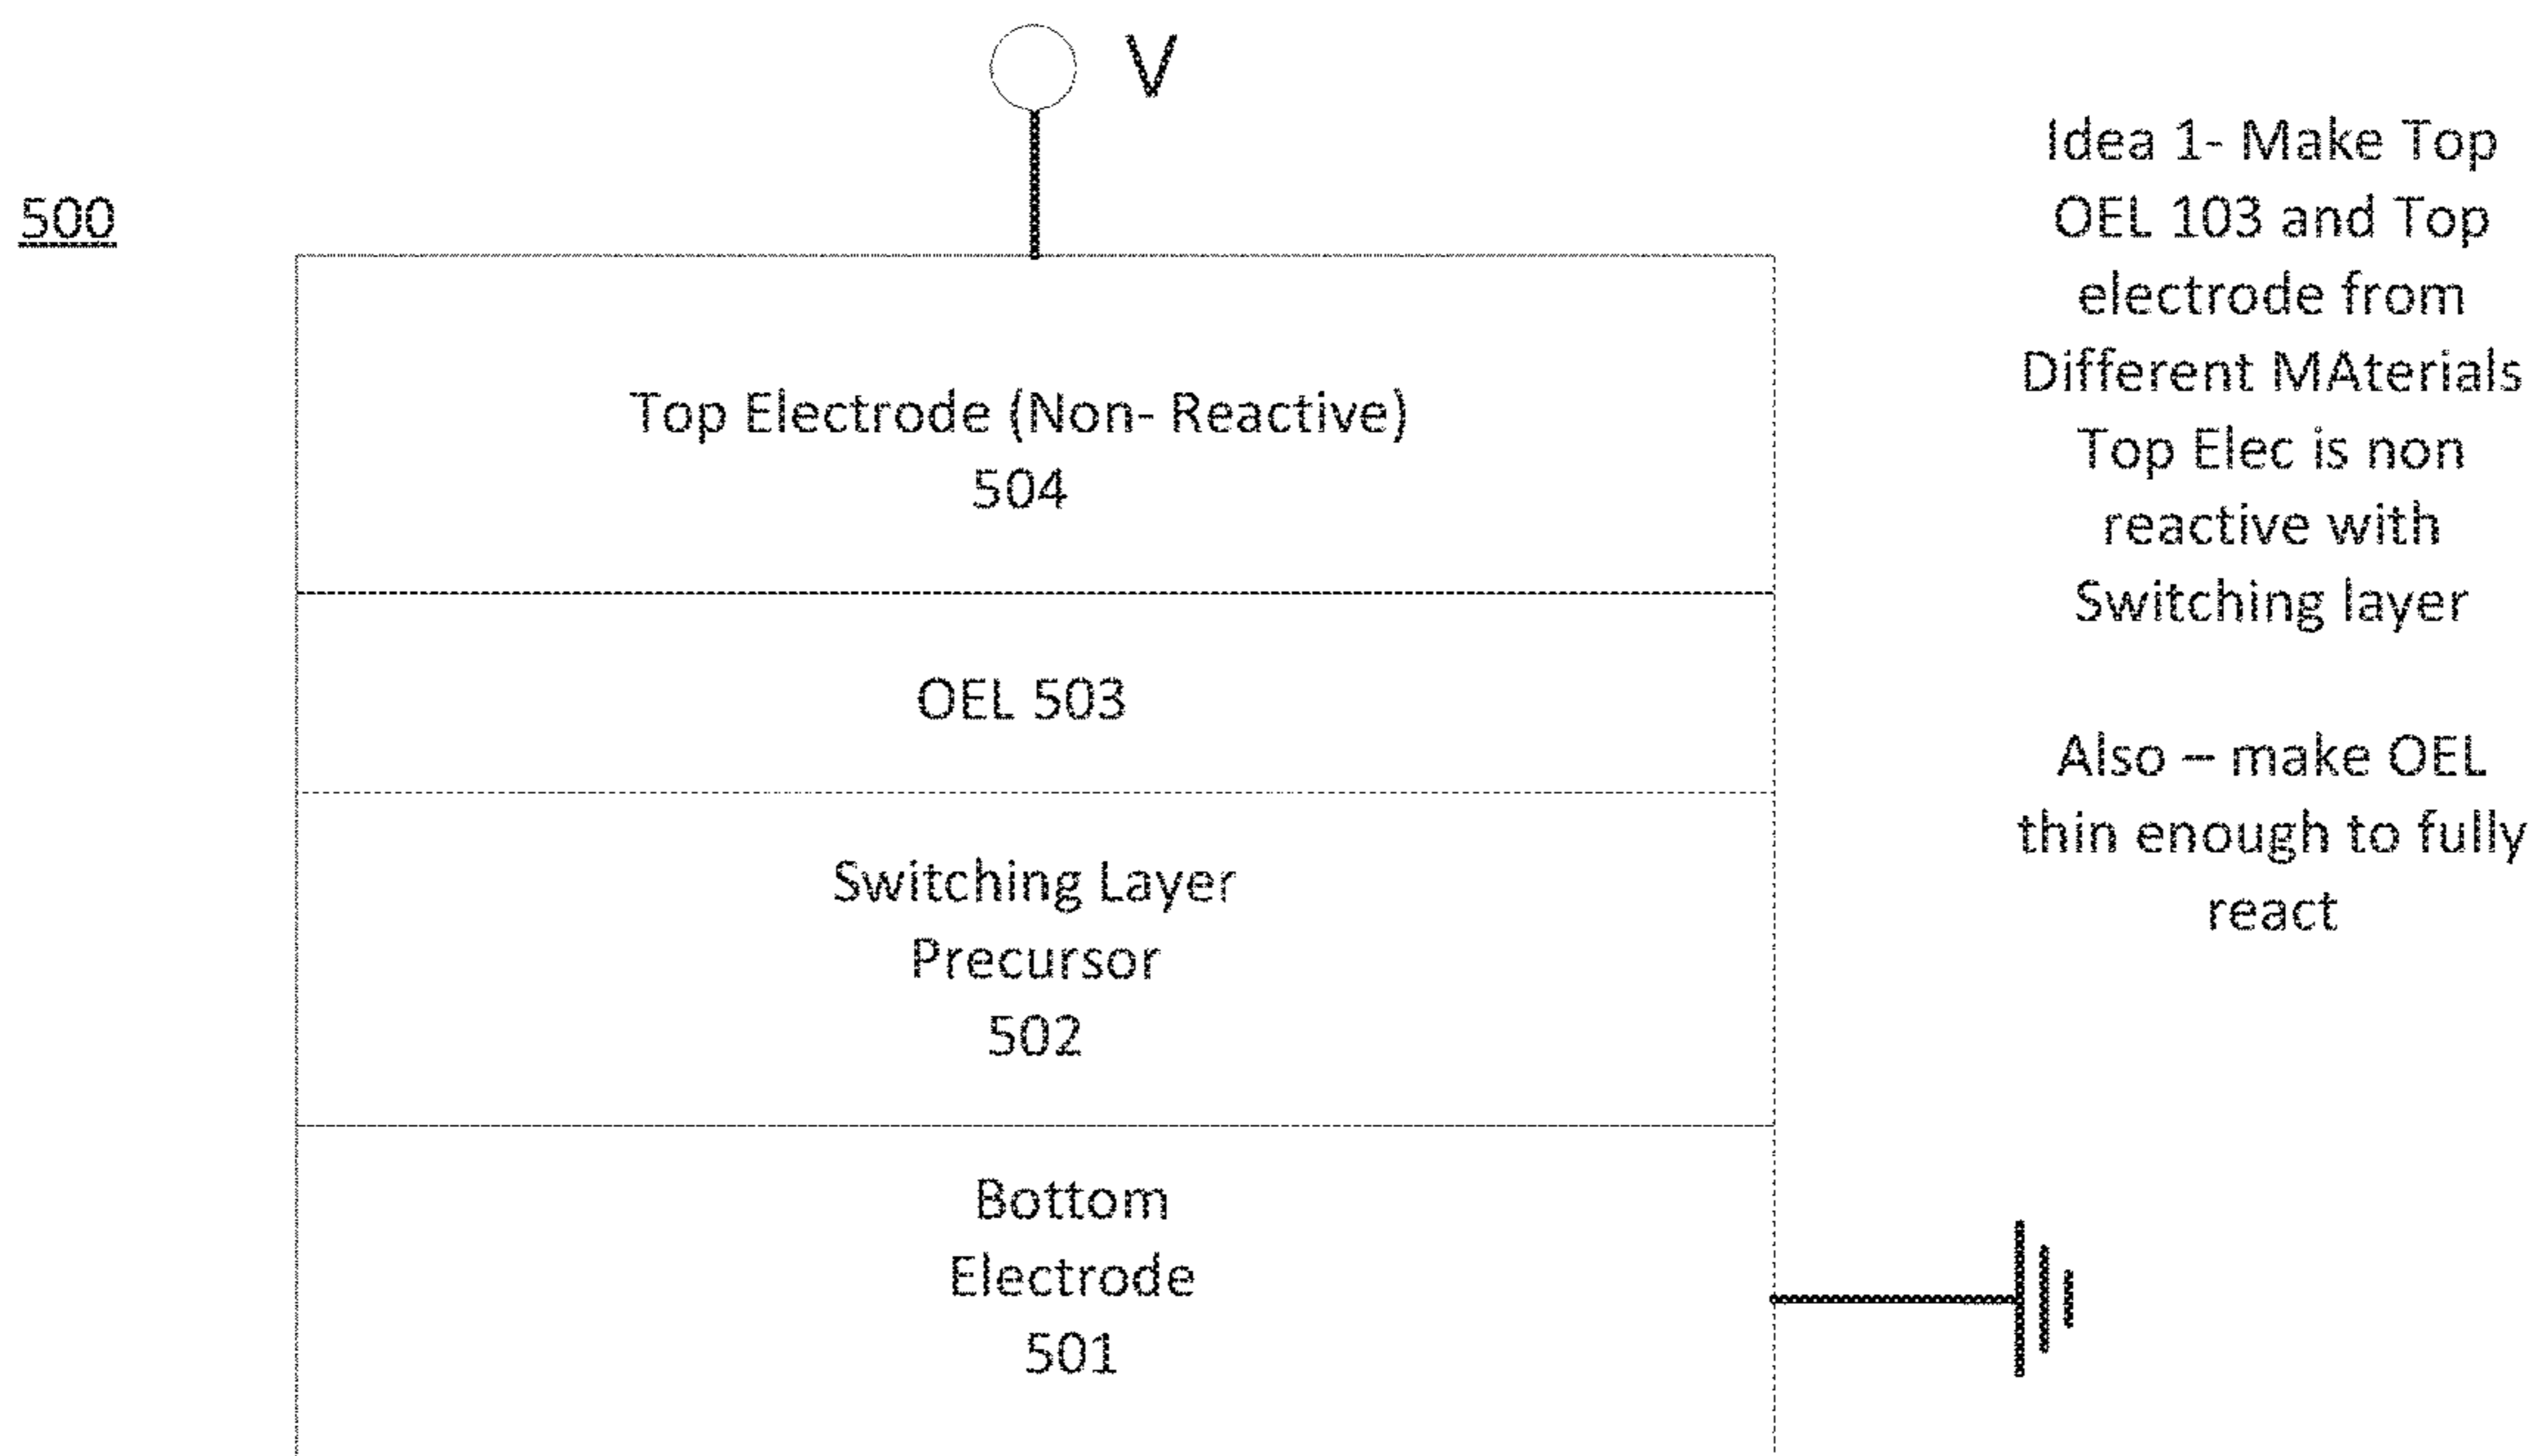 V
500
Top Electrode (Non- Reactive)
504
OEL 503
Switching Layer
Precursor
502
Bottom
Electrode
501
Idea 1- Make Top
OEL 103 and Top
electrode from
Different MAterials
Top Elec is non
reactive with
Switching layer
Also – make OEL
thin enough to fully
react